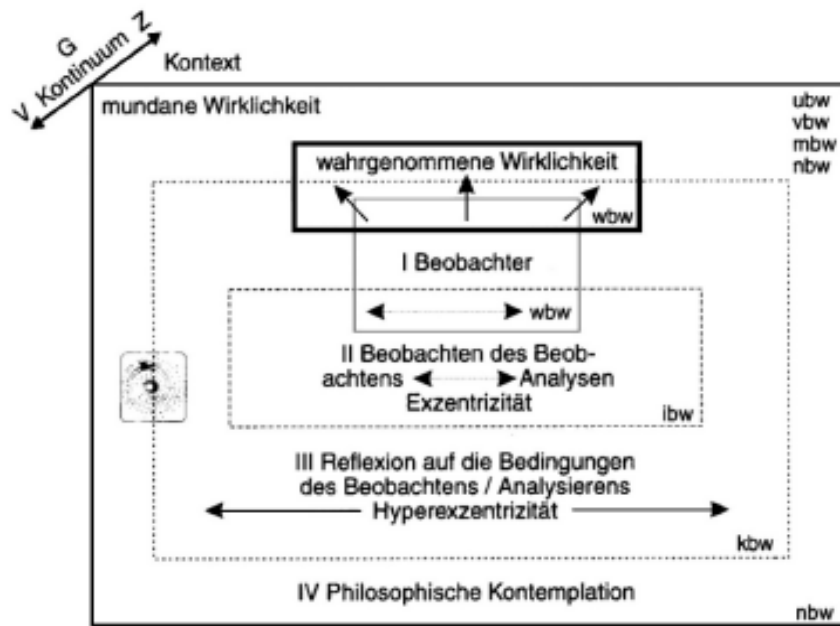 V Kontinuum Z
G
Kontext
mundane Wirklichkeit
ubw
vbw
mbw
nbw
wahrgenommene Wirklichkeit
wbw
I Beobachter
wbw
II Beobachten des Beob-
achtens Analysen
Exzentrizität
ibw
III Reflexion auf die Bedingungen
des Beobachtens / Analysierens
Hyperexzentrizität
kbw
IV Philosophische Kontemplation
nbw